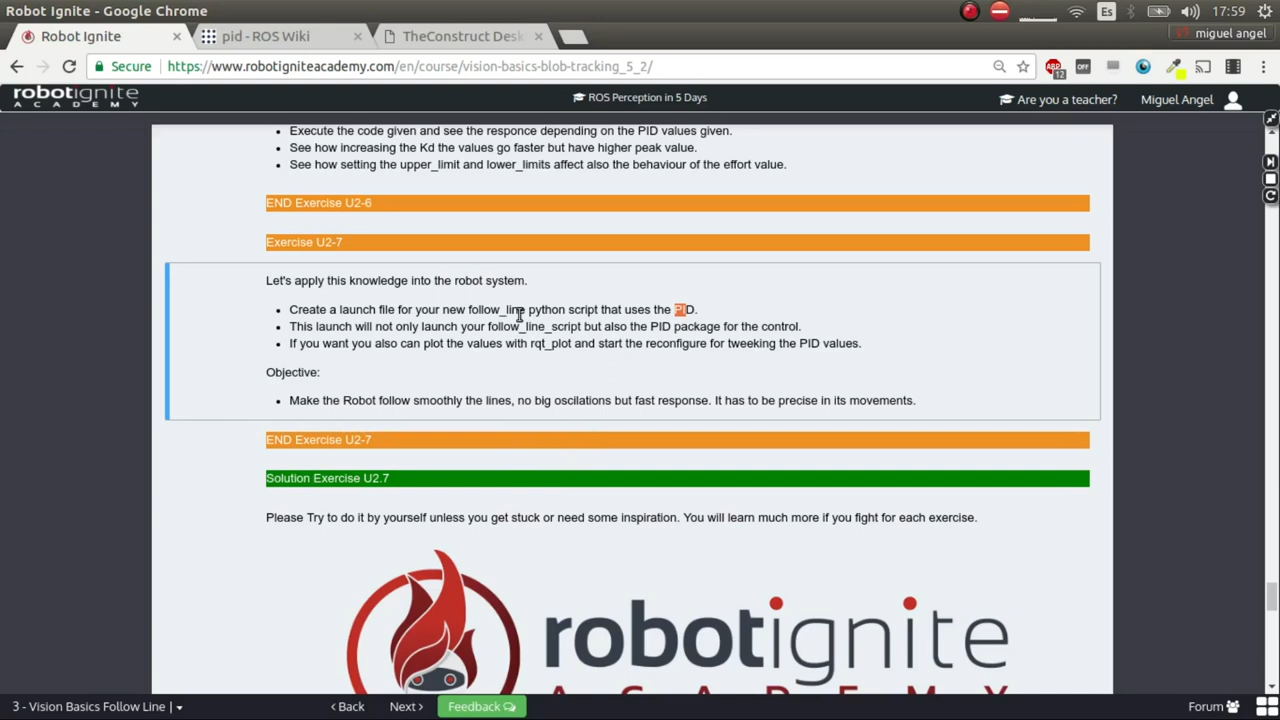 Robot Ignite - Google Chrome
Es
17:59
Robot Ignite
pid - ROS Wiki
TheConstruct Desk
miguel angel
Secure
https://www.robotigniteacademy.com/en/course/vision-basics-blob-tracking_5_2/
ABP
12
OFF
robotignite
ACADEMY
ROS Perception in 5 Days
Are you a teacher?
Miguel Angel
Execute the code given and see the responce depending on the PID values given.
See how increasing the Kd the values go faster but have higher peak value.
See how setting the upper_limit and lower_limits affect also the behaviour of the effort value.
END Exercise U2-6
Exercise U2-7
Let's apply this knowledge into the robot system.
Create a launch file for your new follow_line python script that uses the PID.
This launch will not only launch your follow_line_script but also the PID package for the control.
If you want you also can plot the values with rqt_plot and start the reconfigure for tweeking the PID values.
Objective:
Make the Robot follow smoothly the lines, no big oscilations but fast response. It has to be precise in its movements.
END Exercise U2-7
Solution Exercise U2.7
Please Try to do it by yourself unless you get stuck or need some inspiration. You will learn much more if you fight for each exercise.
robotignite
ACADEMY
3 - Vision Basics Follow Line |
Back
Next
Feedback
Forum